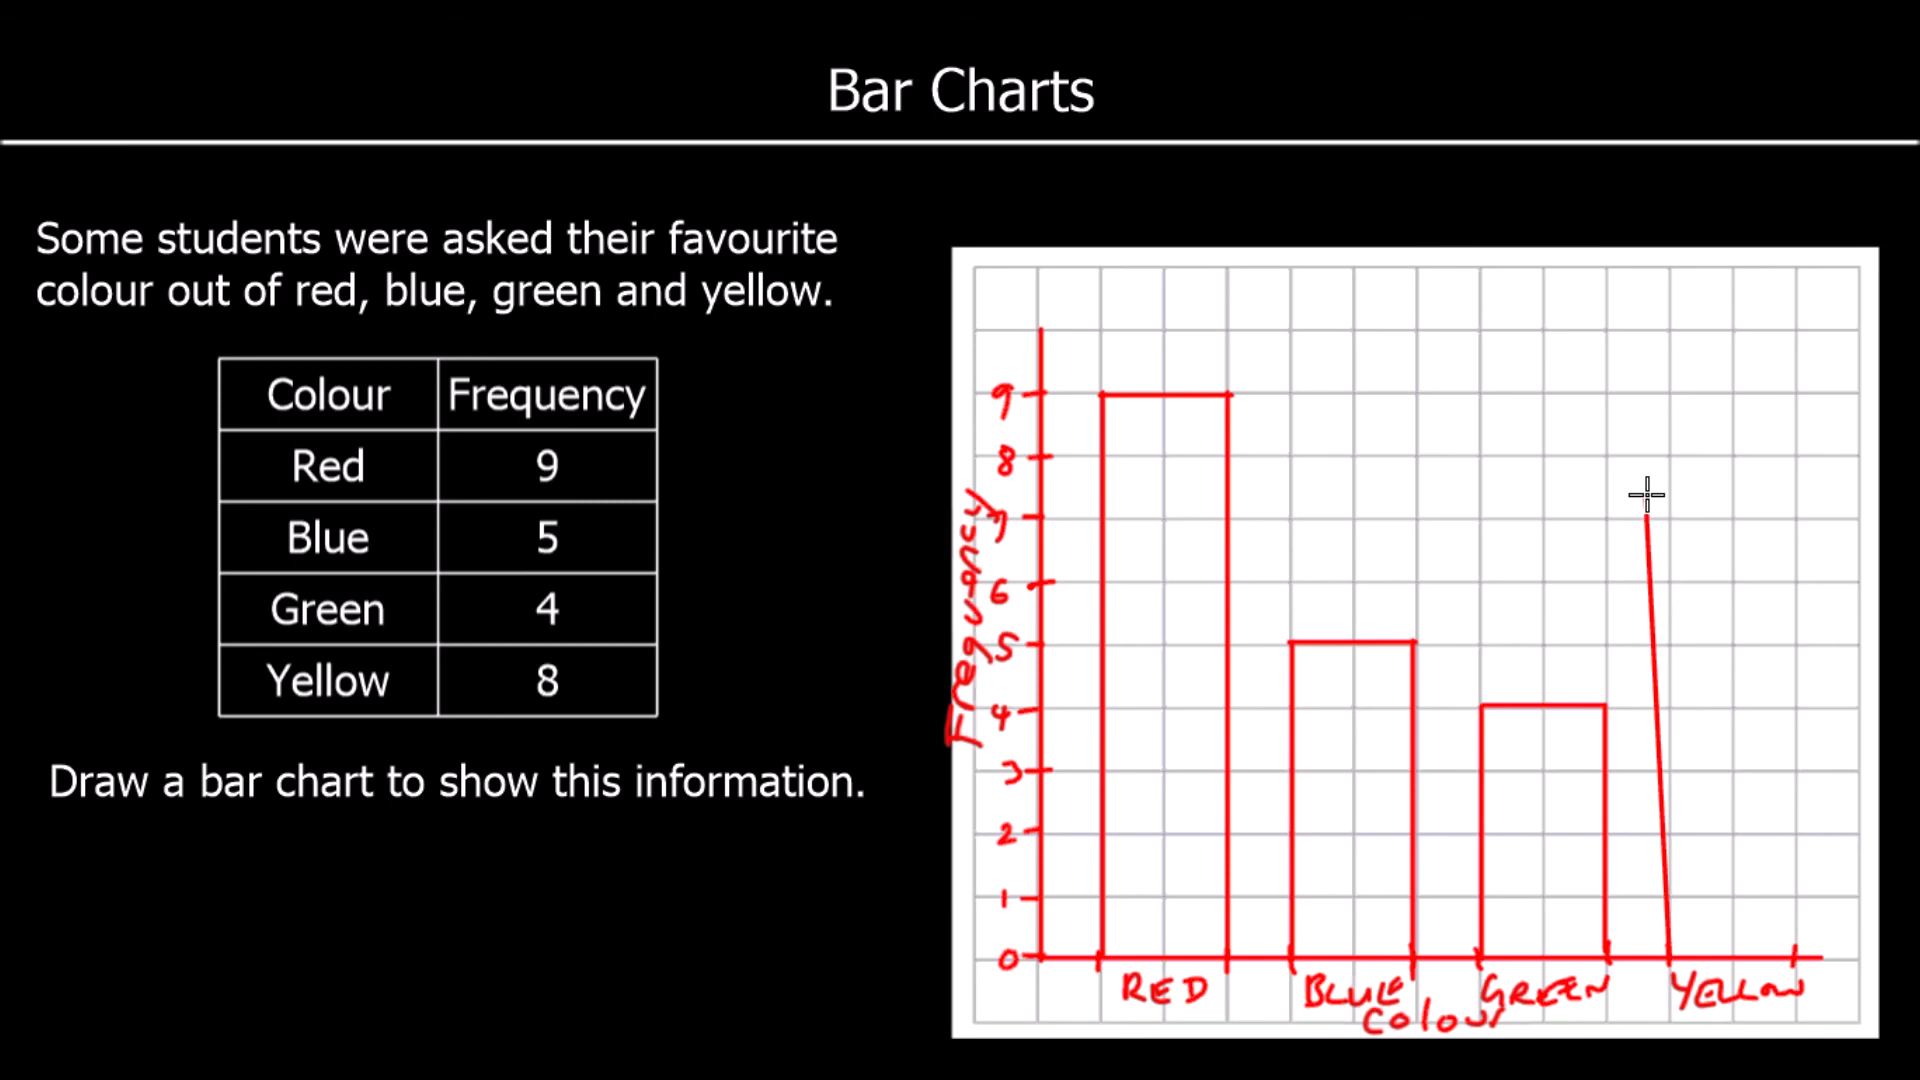 Bar Charts
Some students were asked their favourite
colour out of red, blue, green and yellow.
Colour Frequency
Red 9
Blue 5
Green 4
Yellow 8
Draw a bar chart to show this information.
Frequency
9
8
7
6
5
4
3
2
1
0
RED BLUE GREEN YELLOW
Colour